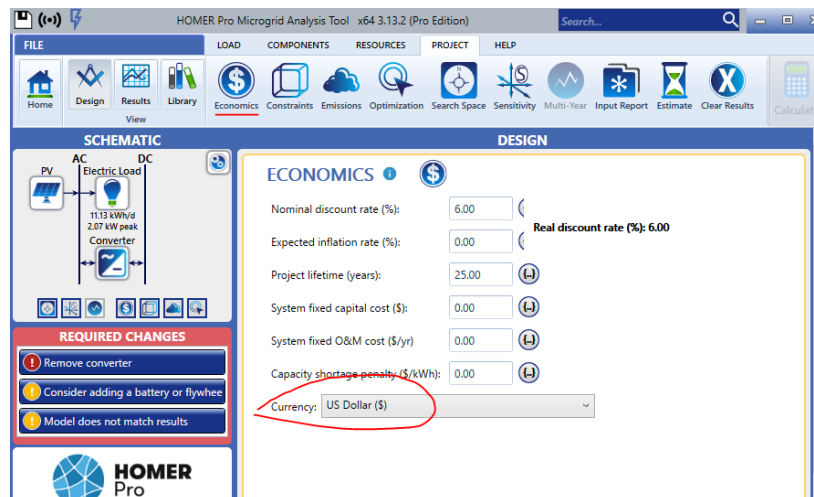 HOMER Pro Microgrid Analysis Tool x64 3.13.2 (Pro Edition)
Search...
FILE
LOAD
COMPONENTS
RESOURCES
PROJECT
HELP
Home
Design
Results
Library
View
Economics
Constraints
Emissions
Optimization
Search Space
Sensitivity
Multi-Year
Input Report
Estimate
Clear Results
Calculat
SCHEMATIC
DESIGN
AC
DC
PV
Electric Load
11.13 kWh/d
2.07 kW peak
Converter
REQUIRED CHANGES
Remove converter
Consider adding a battery or flywhee
Model does not match results
HOMER
Pro
ECONOMICS
Nominal discount rate (%): 6.00
Real discount rate (%): 6.00
Expected inflation rate (%): 0.00
Project lifetime (years): 25.00 {..}
System fixed capital cost ($): 0.00 {..}
System fixed O&M cost ($/yr) 0.00 {..}
Capacity shortage penalty ($/kWh): 0.00 {..}
Currency: US Dollar ($)